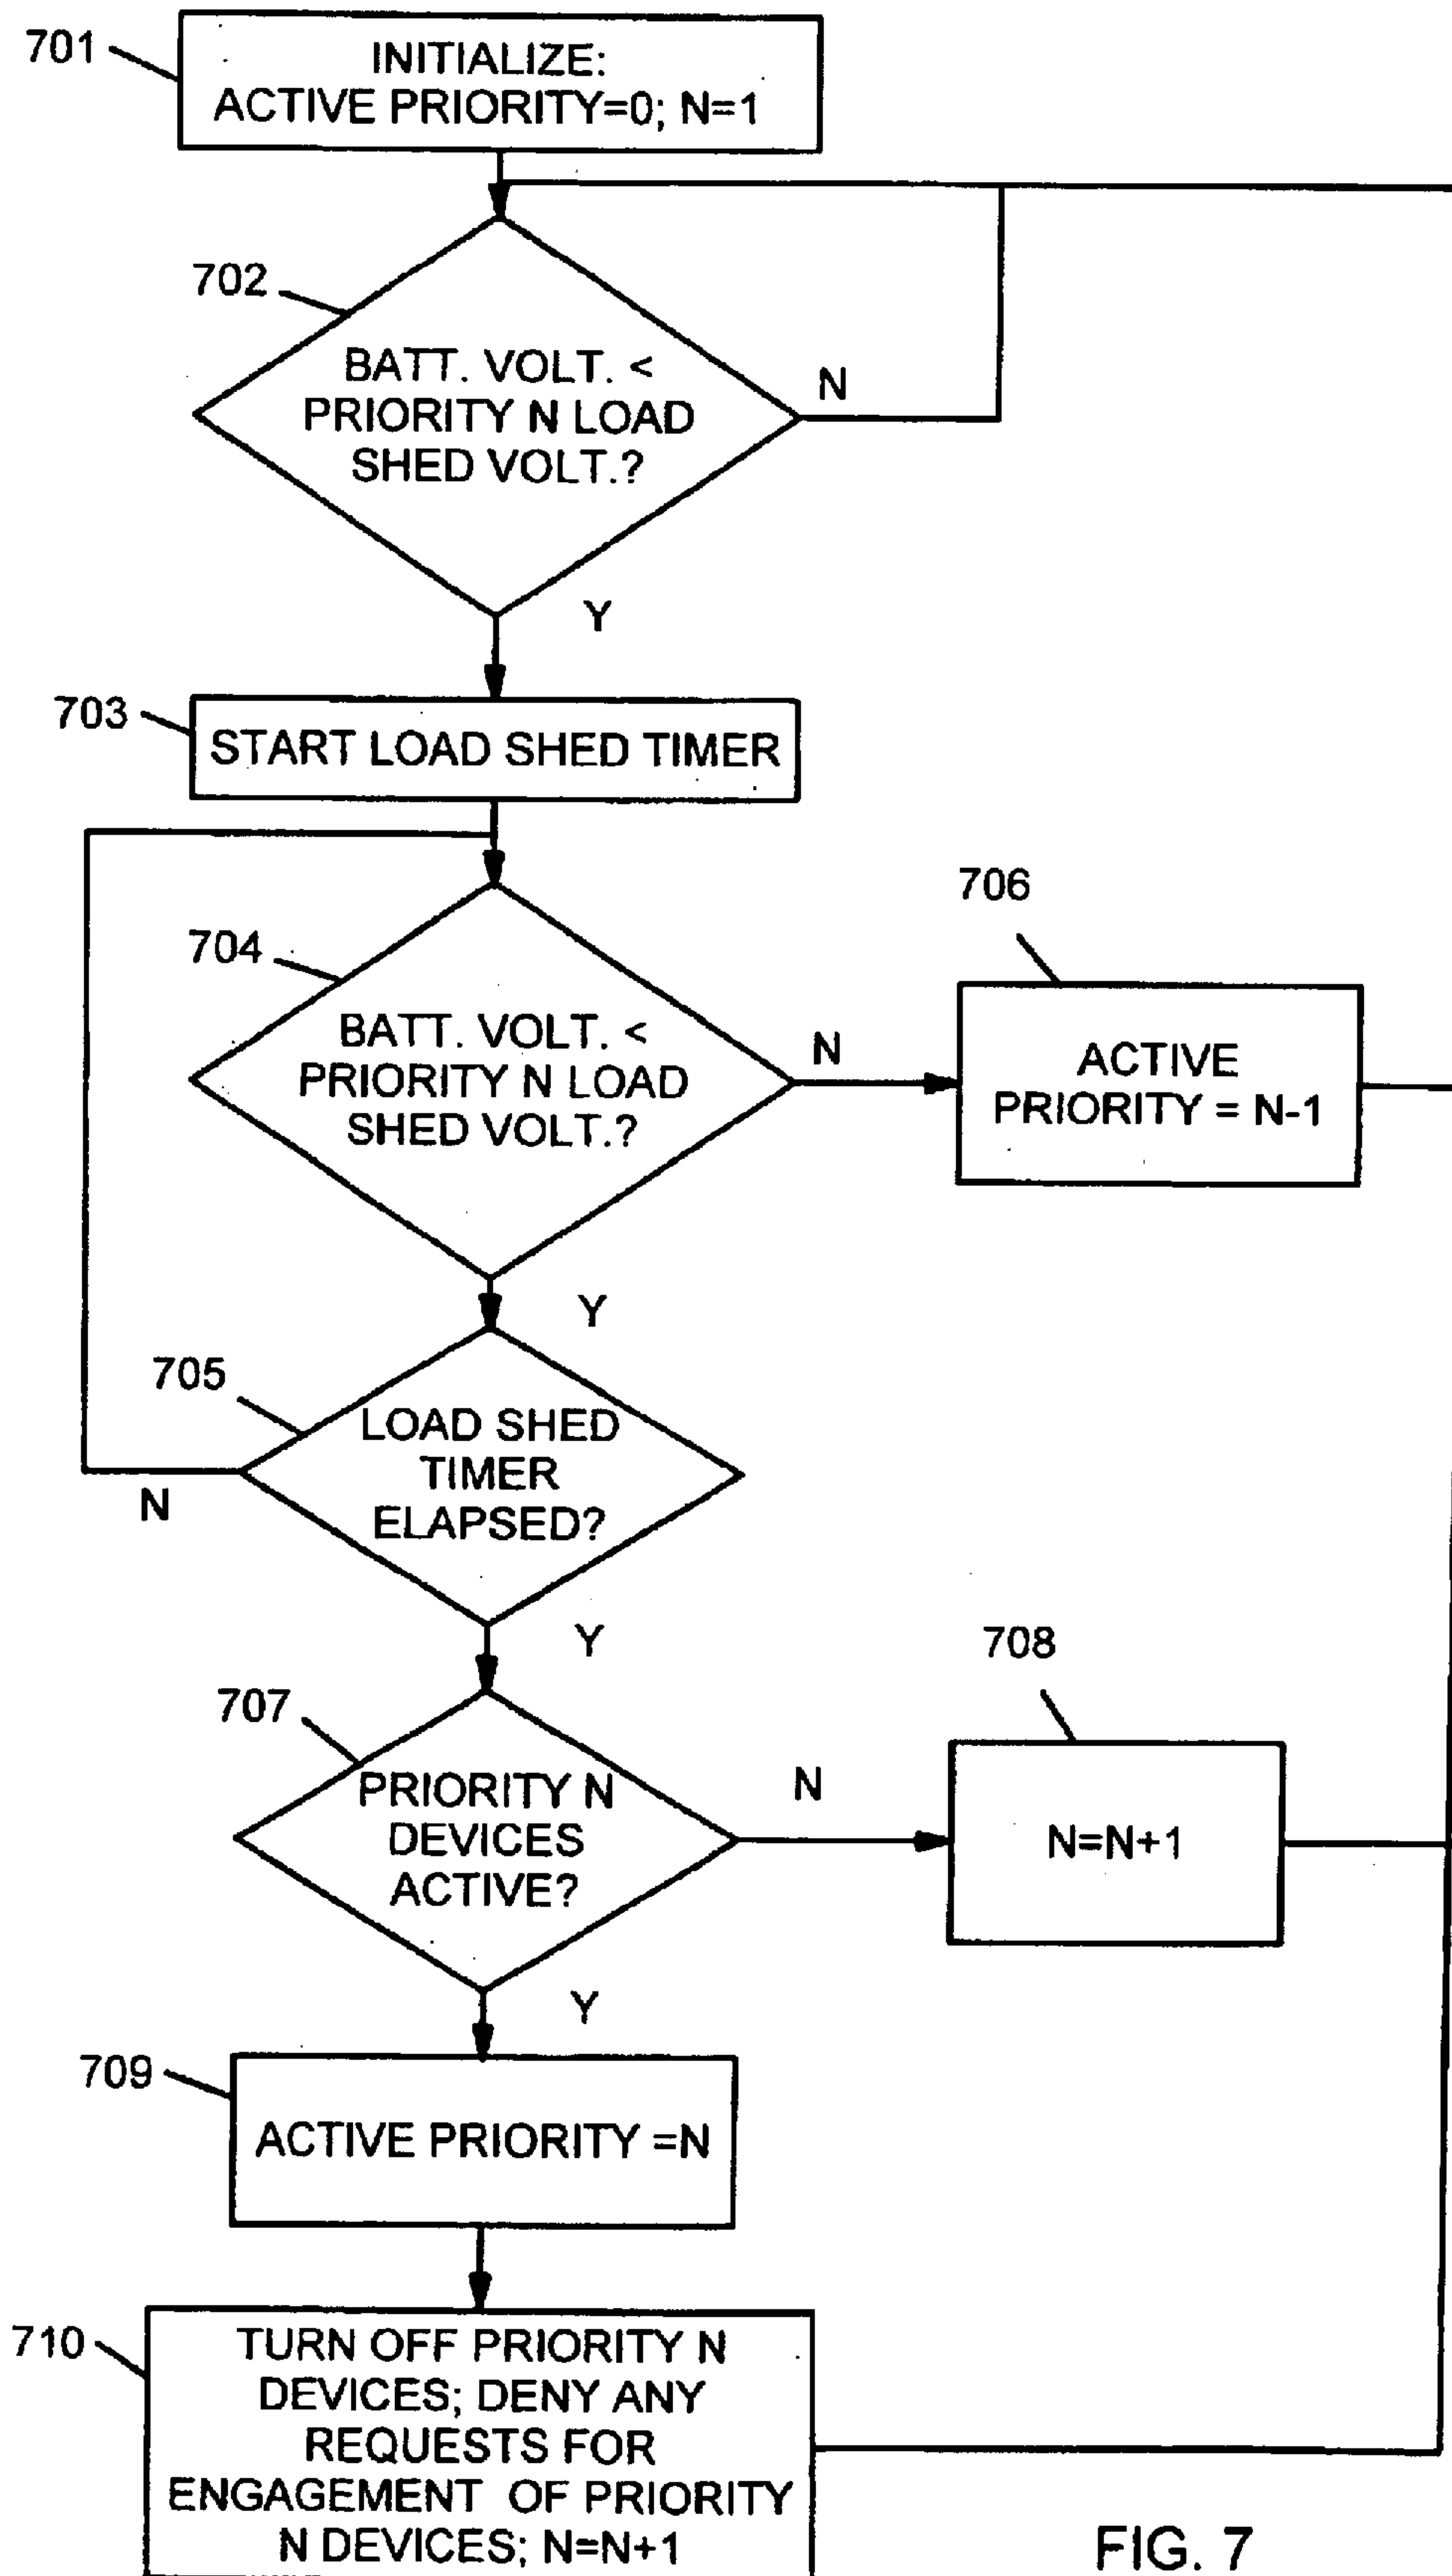 701
INITIALIZE:
ACTIVE PRIORITY=0; N=1
702
BATT. VOLT. <
PRIORITY N LOAD
SHED VOLT.?
N
Y
703
START LOAD SHED TIMER
704
BATT. VOLT. <
PRIORITY N LOAD
SHED VOLT.?
N
706
ACTIVE
PRIORITY = N-1
Y
705
LOAD SHED
TIMER
ELAPSED?
N
Y
707
PRIORITY N
DEVICES
ACTIVE?
N
708
N=N+1
Y
709
ACTIVE PRIORITY =N
710
TURN OFF PRIORITY N
DEVICES; DENY ANY
REQUESTS FOR
ENGAGEMENT OF PRIORITY
N DEVICES; N=N+1
FIG. 7